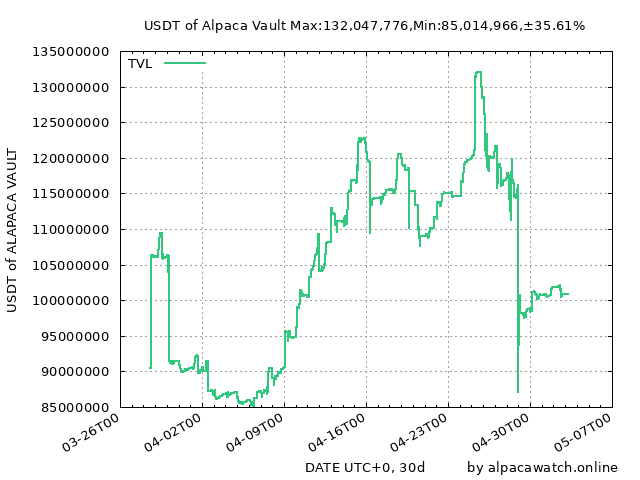 USDT of Alpaca Vault Max:132,047,776,Min:85,014,966,±35.61%
TVL
135000000
130000000
125000000
120000000
115000000
110000000
105000000
100000000
95000000
90000000
85000000
USDT of ALAPACA VAULT
03-26T00
04-02T00
04-09T00
04-16T00
04-23T00
04-30T00
05-07T00
DATE UTC+0, 30d
by alpacawatch.online